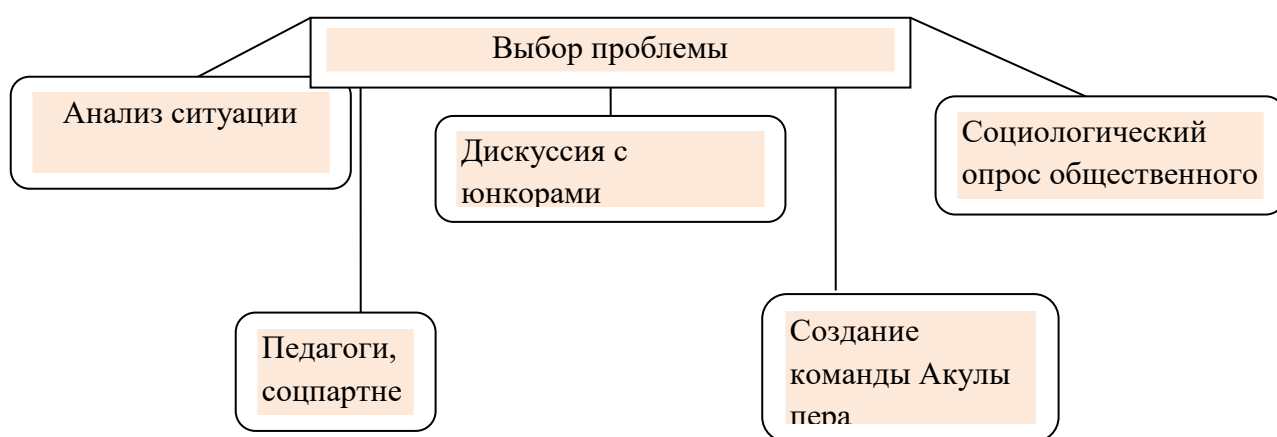 Выбор проблемы
Анализ ситуации
Дискуссия с
юнкорами
Социологический
опрос общественного
Педагоги,
соцпартне
Создание
команды Акулы
пера